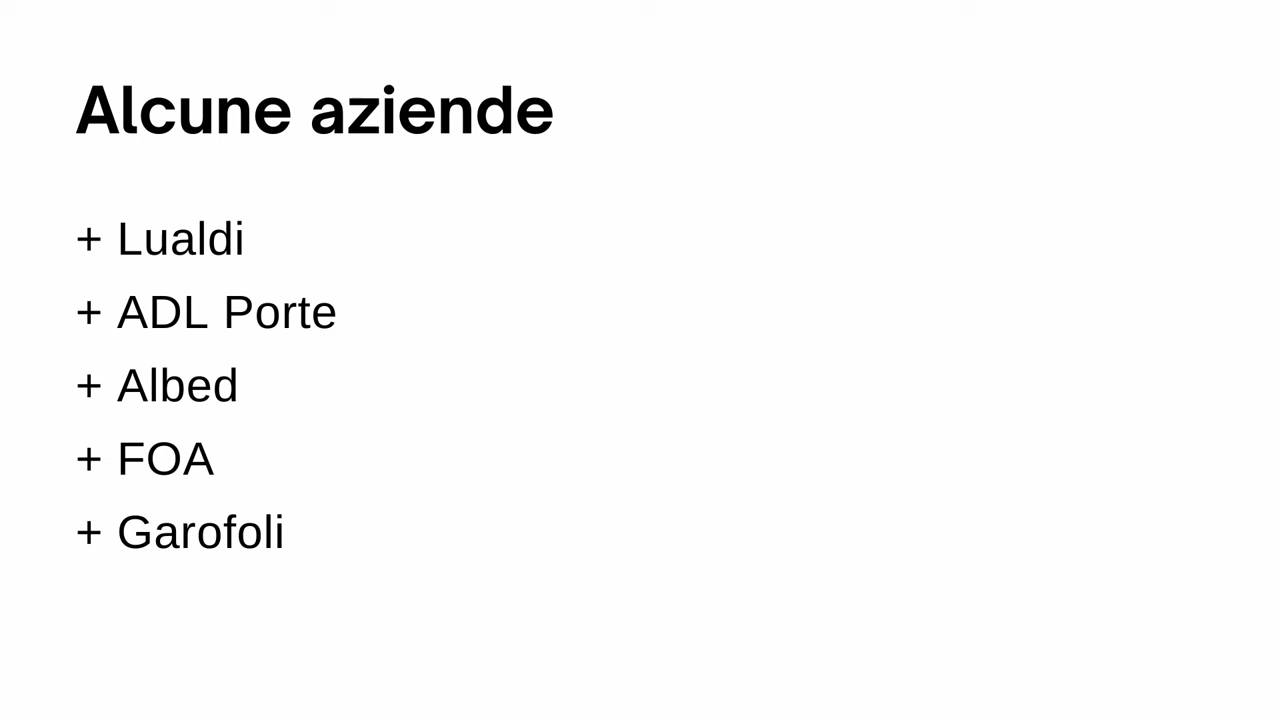 Alcune aziende
+ Lualdi
+ ADL Porte
+ Albed
+ FOA
+ Garofoli